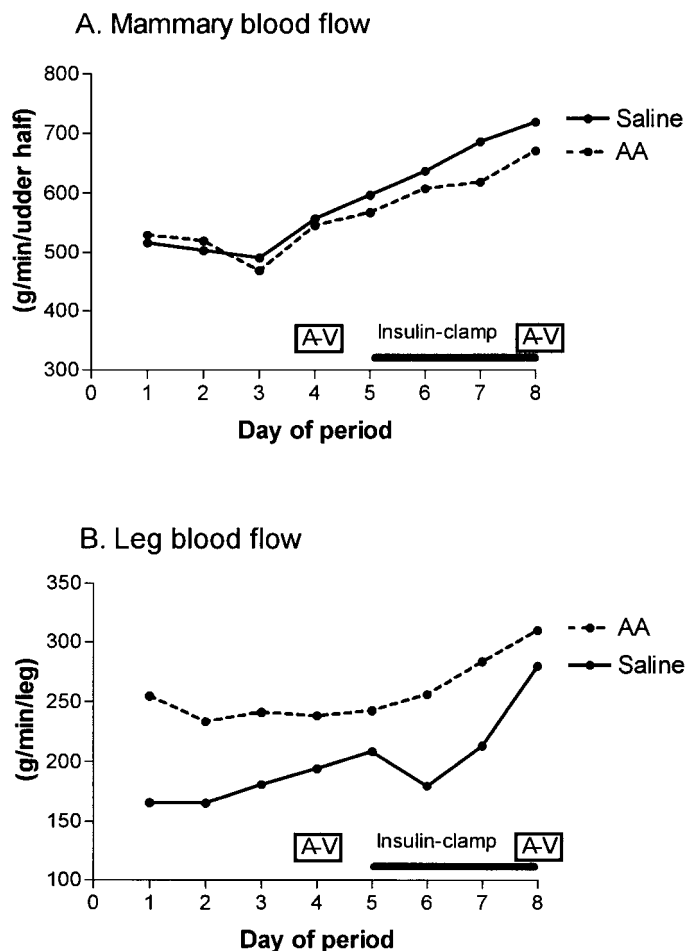 A. Mammary blood flow
(g/min/udder half)
800
700
600
500
400
300
Saline
AA
A-V
Insulin-clamp
A-V
0 1 2 3 4 5 6 7 8
Day of period
B. Leg blood flow
(g/min/leg)
350
300
250
200
150
100
AA
Saline
A-V
Insulin-clamp
A-V
0 1 2 3 4 5 6 7 8
Day of period